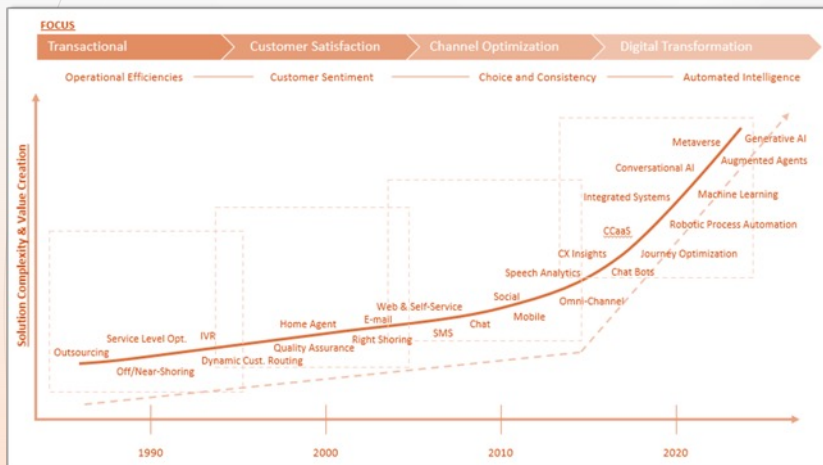 FOCUS
Transactional
Customer Satisfaction
Channel Optimization
Digital Transformation
Operational Efficiencies
Customer Sentiment
Choice and Consistency
Automated Intelligence
Solution Complexity & Value Creation
Metaverse
Generative AI
Conversational AI
Augmented Agents
Integrated Systems
Machine Learning
CCaaS
Robotic Process Automation
CX Insights
Journey Optimization
Speech Analytics
Chat Bots
Social
Omni-Channel
Web & Self-Service
Mobile
E-mail
Chat
Home Agent
SMS
Service Level Opt.
IVR
Right Shoring
Quality Assurance
Outsourcing
Dynamic Cust. Routing
Off/Near-Shoring
1990
2000
2010
2020